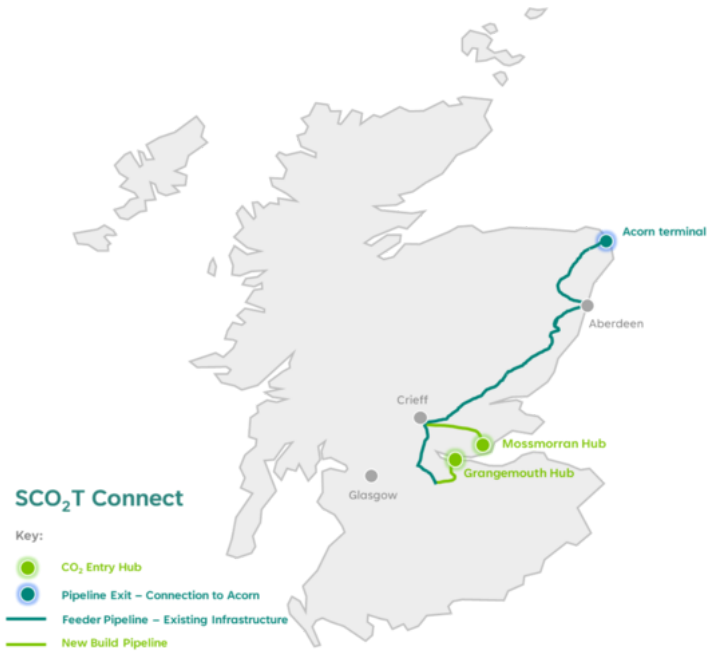 Acorn terminal
Aberdeen
Crieff
Mossmorran Hub
Grangemouth Hub
Glasgow
SCO₂T Connect
Key:
CO₂ Entry Hub
Pipeline Exit – Connection to Acorn
Feeder Pipeline – Existing Infrastructure
New Build Pipeline